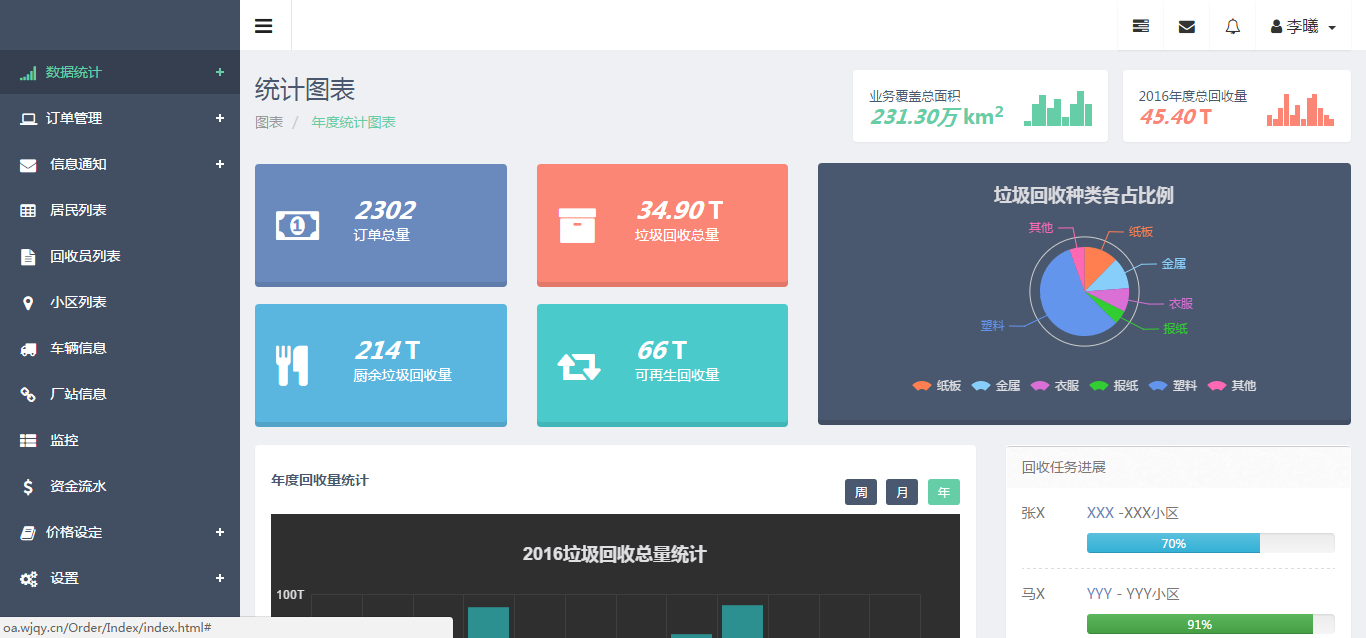 李曦
数据统计
订单管理
信息通知
居民列表
回收员列表
小区列表
车辆信息
厂站信息
监控
资金流水
价格设定
设置
oa.wjqy.cn/Order/Index/index.html#
统计图表
图表 / 年度统计图表
业务覆盖总面积
231.30万 km²
2016年度总回收量
45.40 T
2302
订单总量
34.90 T
垃圾回收总量
214 T
厨余垃圾回收量
66 T
可再生回收量
垃圾回收种类各占比例
其他
纸板
金属
衣服
塑料
报纸
纸板 金属 衣服 报纸 塑料 其他
年度回收量统计
周 月 年
2016垃圾回收总量统计
100T
回收任务进展
张X XXX -XXX小区
70%
马X YYY - YYY小区
91%